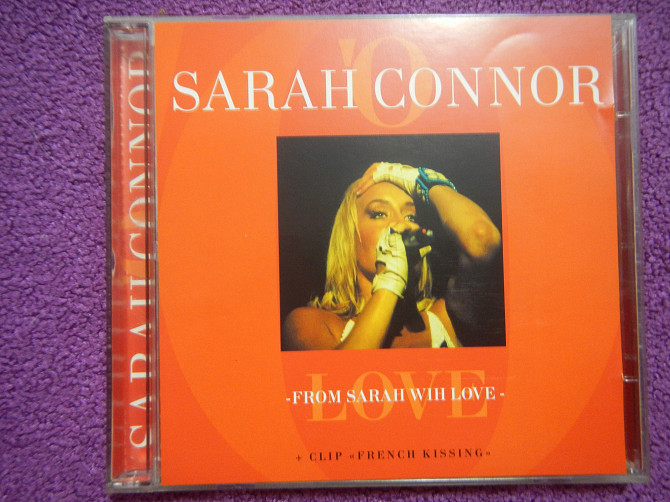 'O
SARAH CONNOR
LOVE
-FROM SARAH WIH LOVE-
+ CLIP «FRENCH KISSING»
SARAH CONNOR